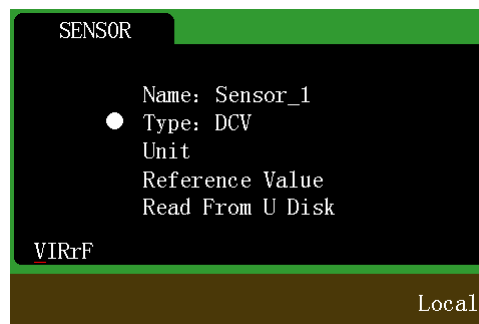 SENSOR
Name: Sensor_1
Type: DCV
Unit
Reference Value
Read From U Disk
VIRrF
Local